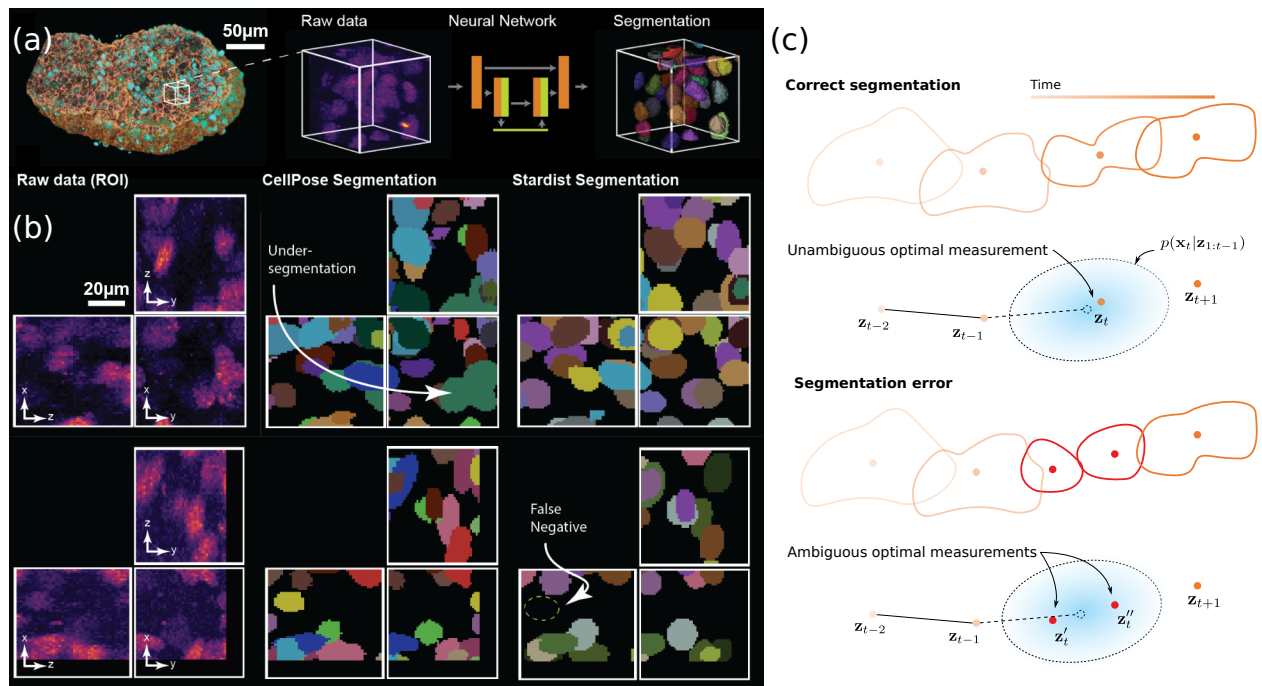 (a)
50µm
Raw data
Neural Network
Segmentation
Raw data (ROI)
CellPose Segmentation
Stardist Segmentation
(b)
Under-
segmentation
20µm
z
y
x
z
x
y
False
Negative
z
y
x
z
x
y
(c)
Correct segmentation
Time
Unambiguous optimal measurement
p(x_t|z_{1:t−1})
z_{t−2}
z_{t−1}
z_t
z_{t+1}
Segmentation error
Ambiguous optimal measurements
z_{t−2}
z_{t−1}
z′_t
z′′_t
z_{t+1}